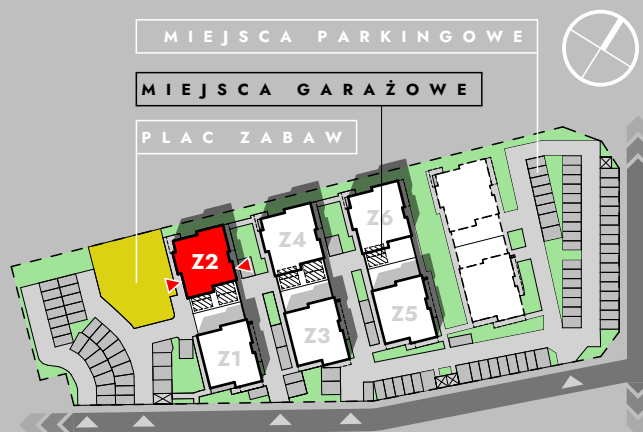 MIEJSCA PARKINGOWE
MIEJSCA GARAŻOWE
PLAC ZABAW
Z2
Z4
Z6
Z1
Z3
Z5